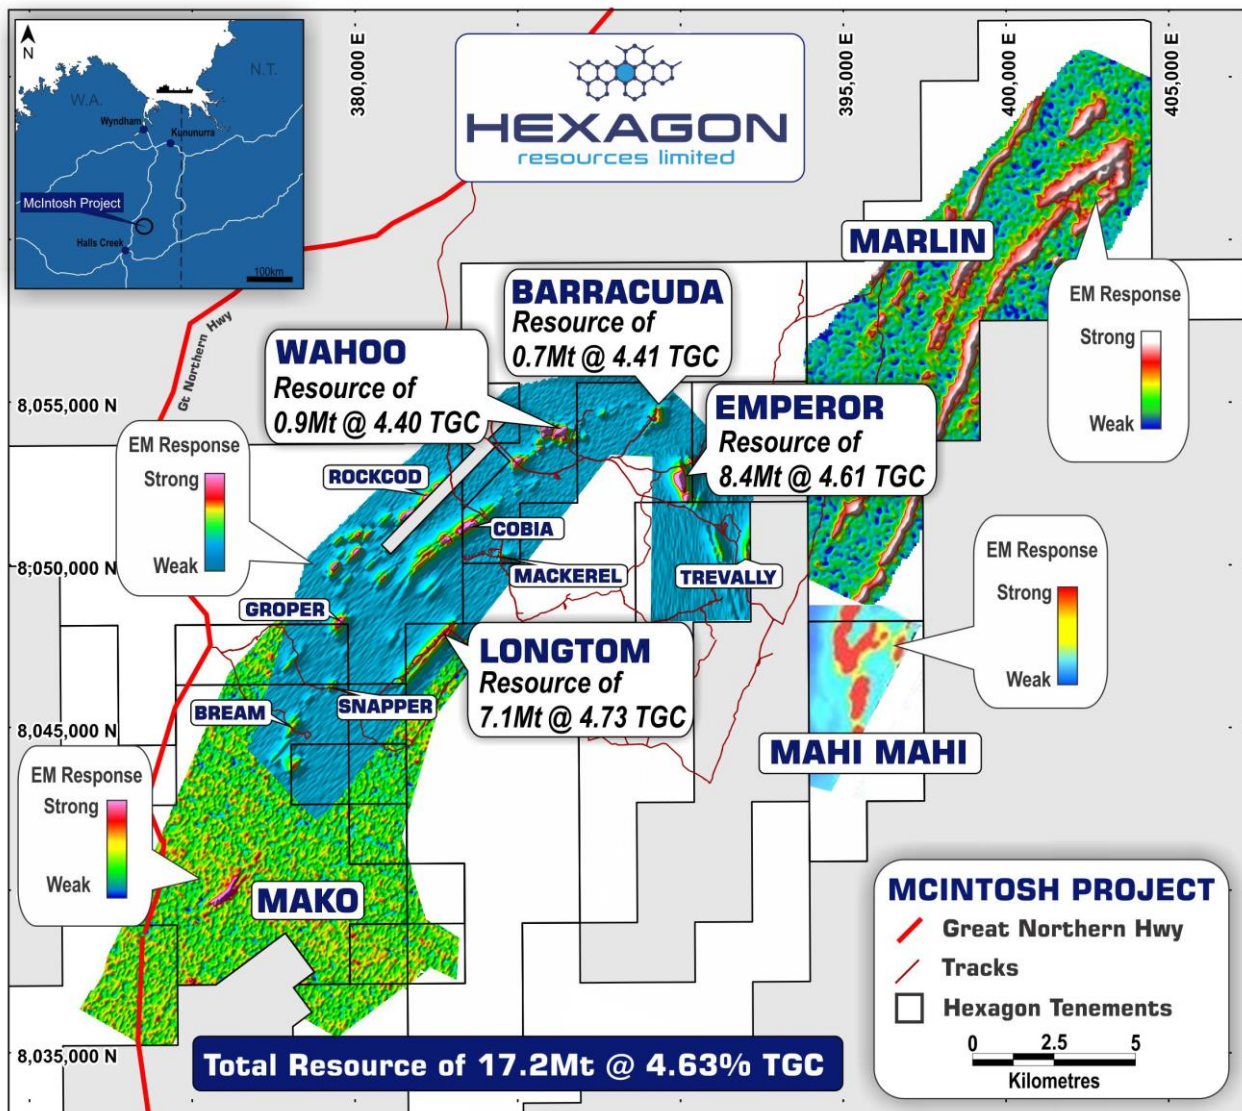 N
W.A.
N.T.
Wyndham
Kununurra
McIntosh Project
Halls Creek
100km
380,000 E
395,000 E
400,000 E
405,000 E
HEXAGON
resources limited
Gt Northern Hwy
MARLIN
EM Response
Strong
Weak
BARRACUDA
Resource of
0.7Mt @ 4.41 TGC
WAHOO
Resource of
0.9Mt @ 4.40 TGC
EMPEROR
Resource of
8.4Mt @ 4.61 TGC
8,055,000 N
EM Response
Strong
Weak
ROCKCOD
COBIA
MACKEREL
TREVALLY
EM Response
Strong
Weak
8,050,000 N
GROPER
LONGTOM
Resource of
7.1Mt @ 4.73 TGC
SNAPPER
BREAM
8,045,000 N
MAHI MAHI
EM Response
Strong
Weak
MAKO
MCINTOSH PROJECT
Great Northern Hwy
Tracks
Hexagon Tenements
0 2.5 5
Kilometres
8,035,000 N
Total Resource of 17.2Mt @ 4.63% TGC